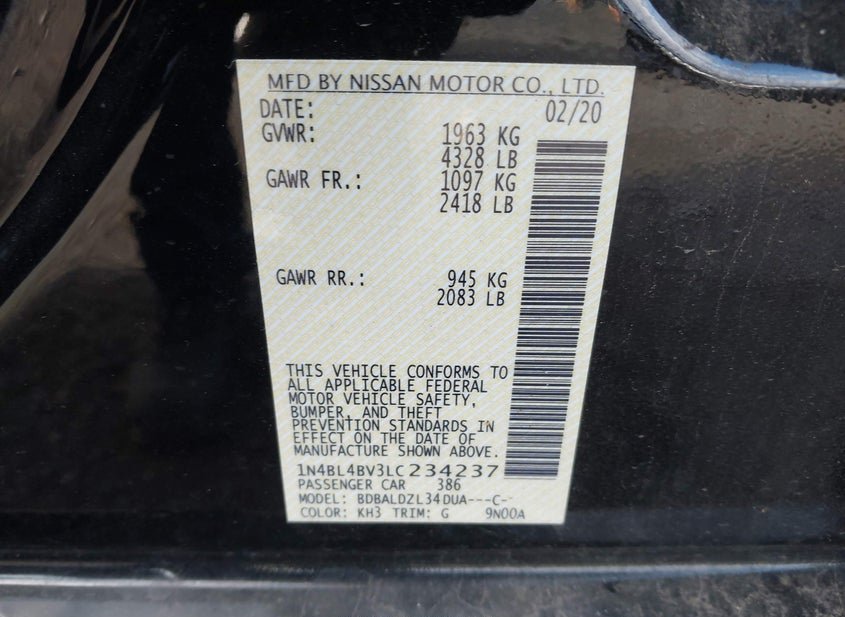 MFD BY NISSAN MOTOR CO., LTD.
DATE: 02/20
GVWR: 1963 KG
4328 LB
GAWR FR.: 1097 KG
2418 LB
GAWR RR.: 945 KG
2083 LB
THIS VEHICLE CONFORMS TO
ALL APPLICABLE FEDERAL
MOTOR VEHICLE SAFETY,
BUMPER, AND THEFT
PREVENTION STANDARDS IN
EFFECT ON THE DATE OF
MANUFACTURE SHOWN ABOVE.
1N4BL4BV3LC234237
PASSENGER CAR 386
MODEL: BDBALDZL34DUA---C-
COLOR: KH3 TRIM: G 9N00A